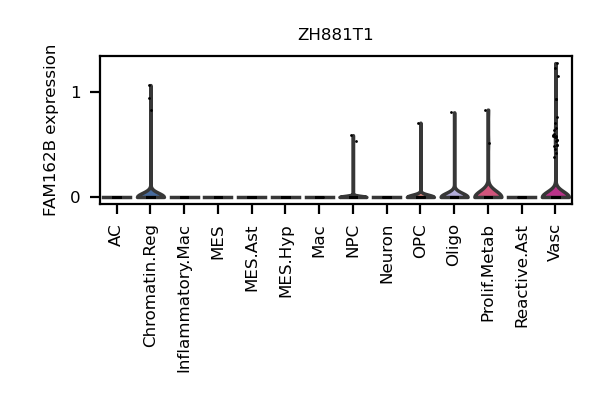 ZH881T1
FAM162B expression
1
0
AC
Chromatin.Reg
Inflammatory.Mac
MES
MES.Ast
MES.Hyp
Mac
NPC
Neuron
OPC
Oligo
Prolif.Metab
Reactive.Ast
Vasc